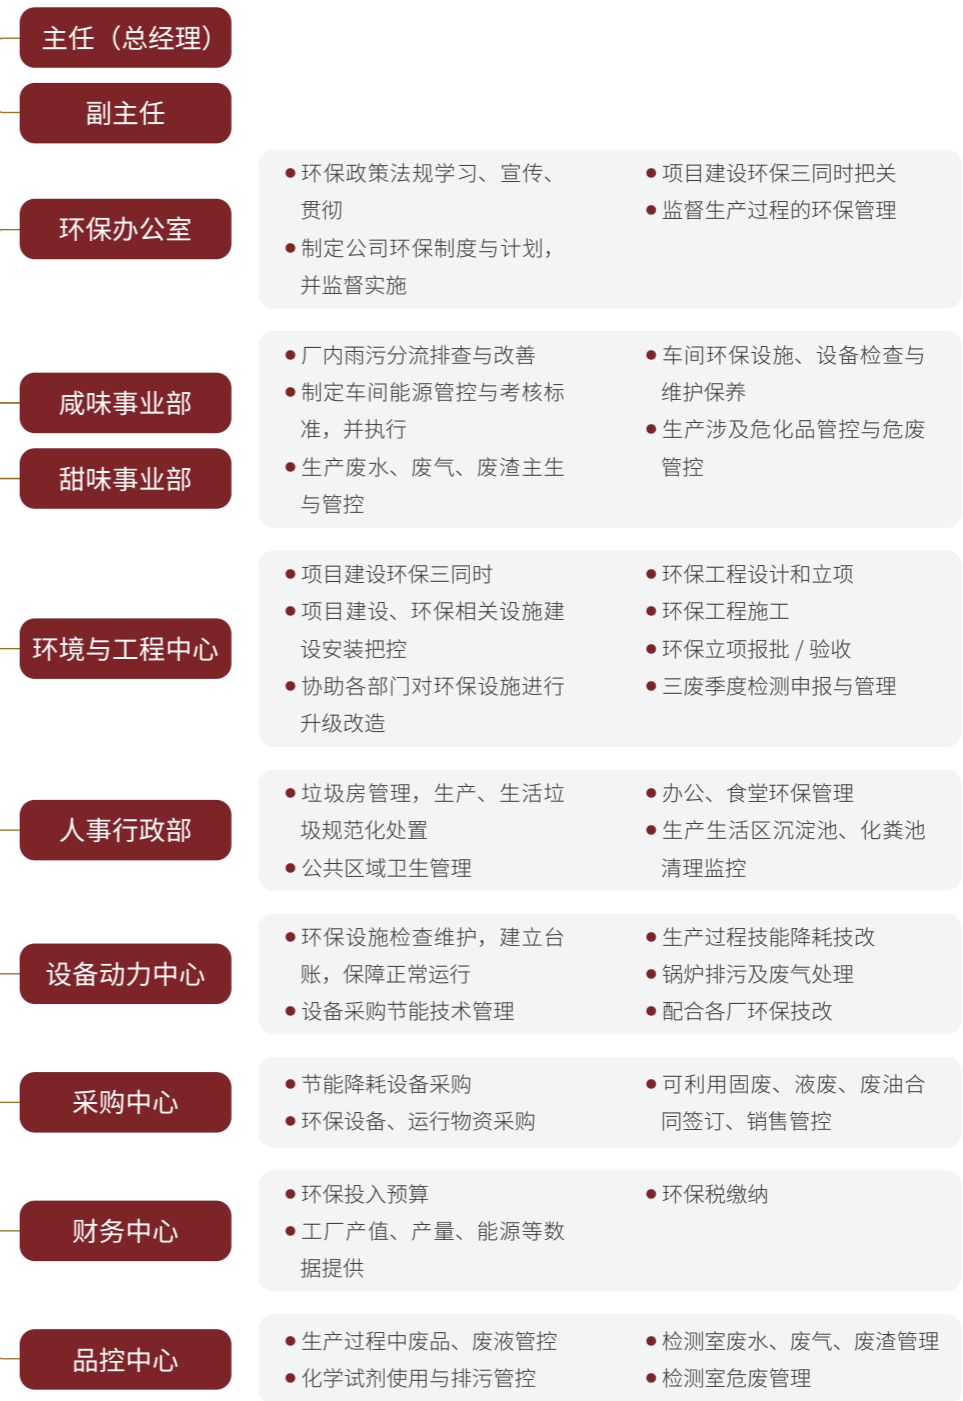 主任（总经理）
副主任
环保办公室
● 环保政策法规学习、宣传、
贯彻
● 制定公司环保制度与计划，
并监督实施
● 项目建设环保三同时把关
● 监督生产过程的环保管理
咸味事业部
甜味事业部
● 厂内雨污分流排查与改善
● 制定车间能源管控与考核标
准，并执行
● 生产废水、废气、废渣主生
与管控
● 车间环保设施、设备检查与
维护保养
● 生产涉及危化品管控与危废
管控
环境与工程中心
● 项目建设环保三同时
● 项目建设、环保相关设施建
设安装把控
● 协助各部门对环保设施进行
升级改造
● 环保工程设计和立项
● 环保工程施工
● 环保立项报批 / 验收
● 三废季度检测申报与管理
人事行政部
● 垃圾房管理，生产、生活垃
圾规范化处置
● 公共区域卫生管理
● 办公、食堂环保管理
● 生产生活区沉淀池、化粪池
清理监控
设备动力中心
● 环保设施检查维护，建立台
账，保障正常运行
● 设备采购节能技术管理
● 生产过程技能降耗技改
● 锅炉排污及废气处理
● 配合各厂环保技改
采购中心
● 节能降耗设备采购
● 环保设备、运行物资采购
● 可利用固废、液废、废油合
同签订、销售管控
财务中心
● 环保投入预算
● 工厂产值、产量、能源等数
据提供
● 环保税缴纳
品控中心
● 生产过程中废品、废液管控
● 化学试剂使用与排污管控
● 检测室废水、废气、废渣管理
● 检测室危废管理